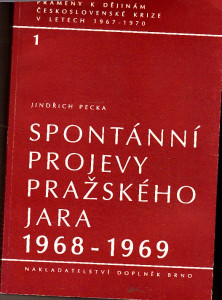 PRAMENY K DĚJINÁM
ČESKOSLOVENSKÉ KRIZE
V LETECH 1967-1970
1
JINDŘICH PECKA
SPONTÁNNÍ
PROJEVY
PRAŽSKÉHO
JARA
1968-1969
NAKLADATELSTVÍ DOPLNĚK BRNO